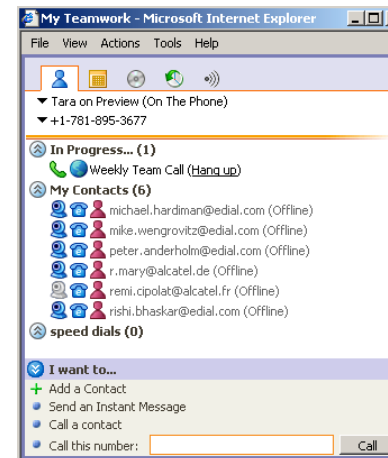 My Teamwork - Microsoft Internet Explorer
File View Actions Tools Help
Tara on Preview (On The Phone)
+1-781-895-3677
In Progress... (1)
Weekly Team Call (Hang up)
My Contacts (6)
michael.hardiman@edial.com (Offline)
mike.wengrovitz@edial.com (Offline)
peter.anderholm@edial.com (Offline)
r.mary@alcatel.de (Offline)
remi.cipolat@alcatel.fr (Offline)
rishi.bhaskar@edial.com (Offline)
speed dials (0)
I want to...
Add a Contact
Send an Instant Message
Call a contact
Call this number: Call